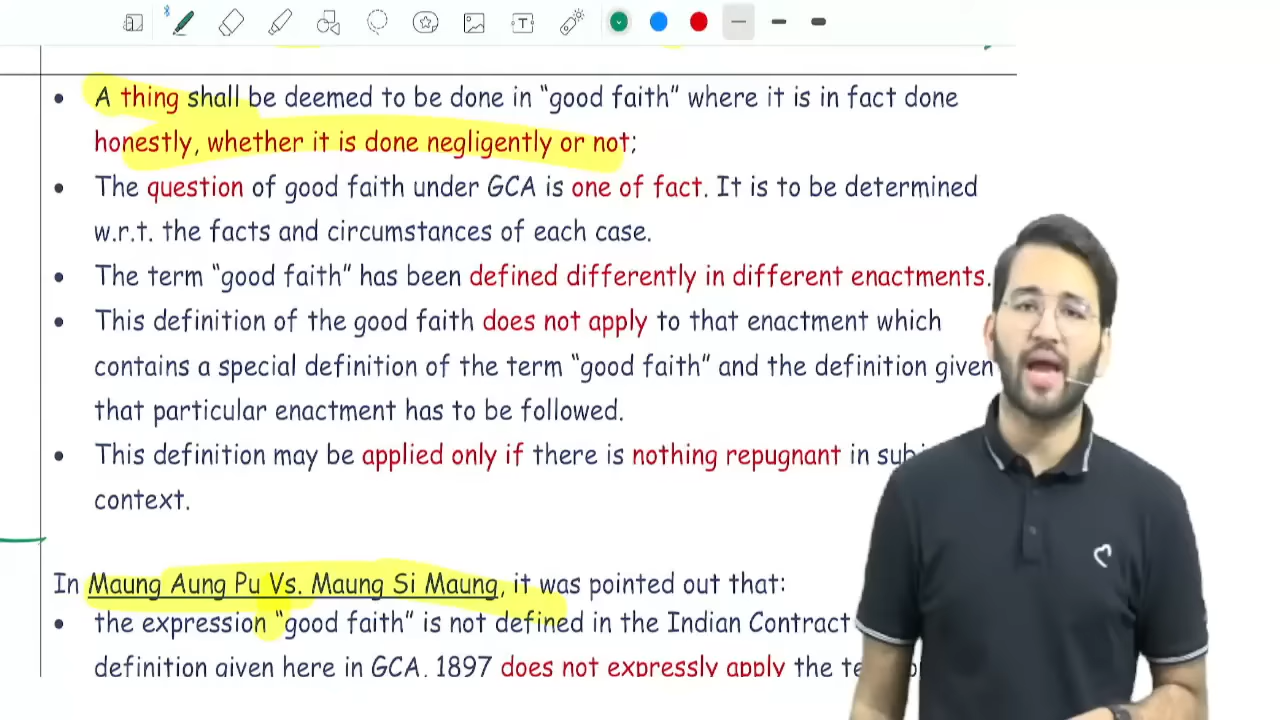 A thing shall be deemed to be done in “good faith” where it is in fact done
honestly, whether it is done negligently or not;
The question of good faith under GCA is one of fact. It is to be determined
w.r.t. the facts and circumstances of each case.
The term “good faith” has been defined differently in different enactments.
This definition of the good faith does not apply to that enactment which
contains a special definition of the term “good faith” and the definition given
that particular enactment has to be followed.
This definition may be applied only if there is nothing repugnant in
context.
In Maung Aung Pu Vs. Maung Si Maung, it was pointed out that:
the expression “good faith” is not defined in the Indian Contract
definition given here in GCA, 1897 does not expressly apply the